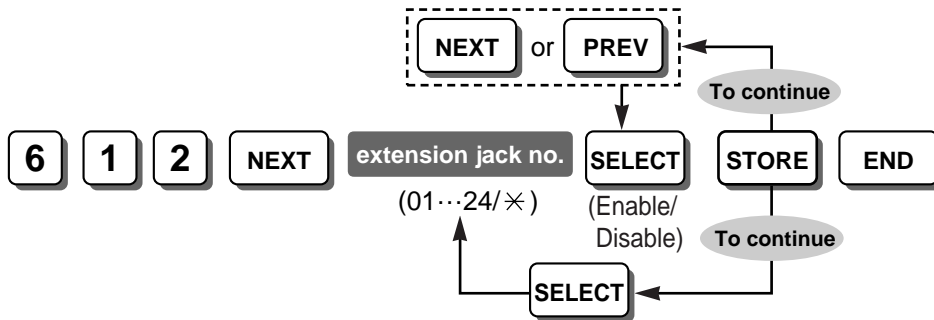 NEXT or PREV
To continue
6 1 2 NEXT extension jack no. SELECT STORE END
(01···24/✳)
(Enable/
Disable)
To continue
SELECT